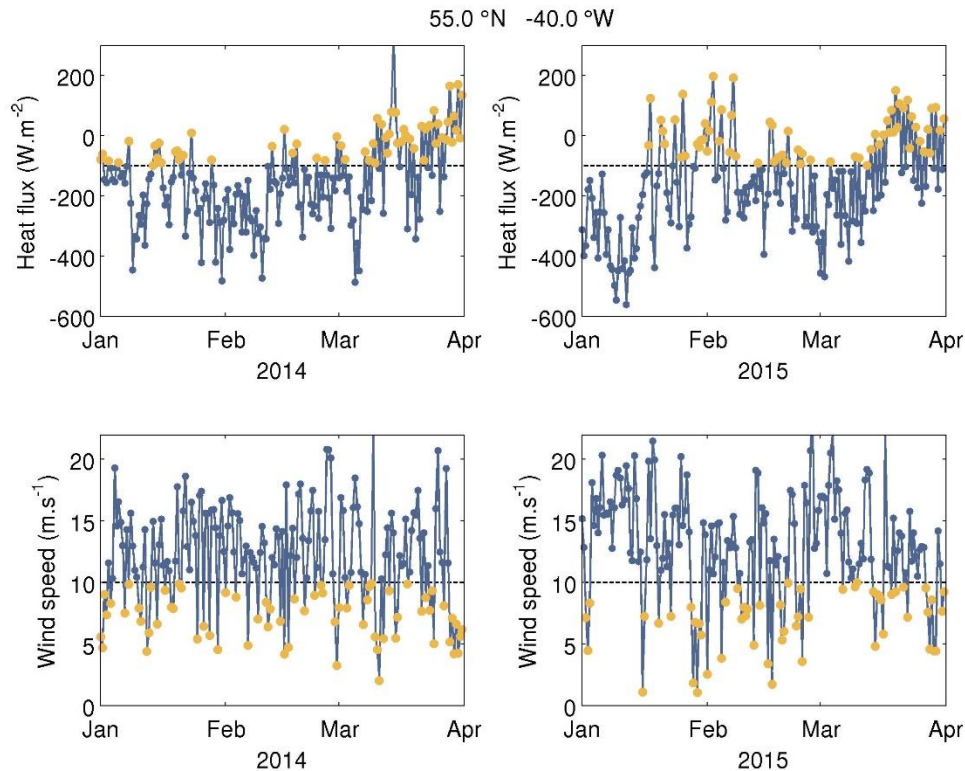 55.0 °N -40.0 °W
Heat flux (W.m⁻²)
200
0
-200
-400
-600
Jan Feb Mar Apr
2014
Heat flux (W.m⁻²)
200
0
-200
-400
-600
Jan Feb Mar Apr
2015
Wind speed (m.s⁻¹)
20
15
10
5
0
Jan Feb Mar Apr
2014
Wind speed (m.s⁻¹)
20
15
10
5
0
Jan Feb Mar Apr
2015